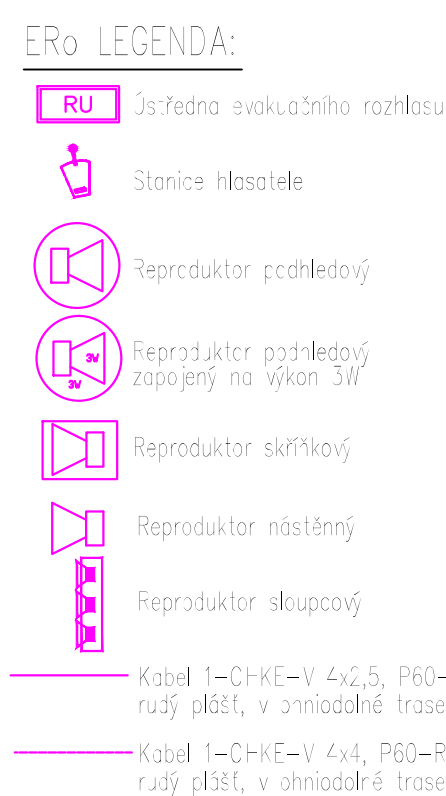 ERo LEGENDA:
RU
Ústředna evakuačního rozhlasu
Stanice hlasatele
Reproduktor podhledový
3W
3W
Reproduktor podhledový
zapojený na výkon 3W
Reproduktor skříňkový
Reproduktor nástěnný
Reproduktor sloupcový
Kabel 1-CHKE-V 4x2,5, P60-
rudý plášť, v ohniodolné trase
Kabel 1-CHKE-V 4x4, P60-R
rudý plášť, v ohniodolné trase